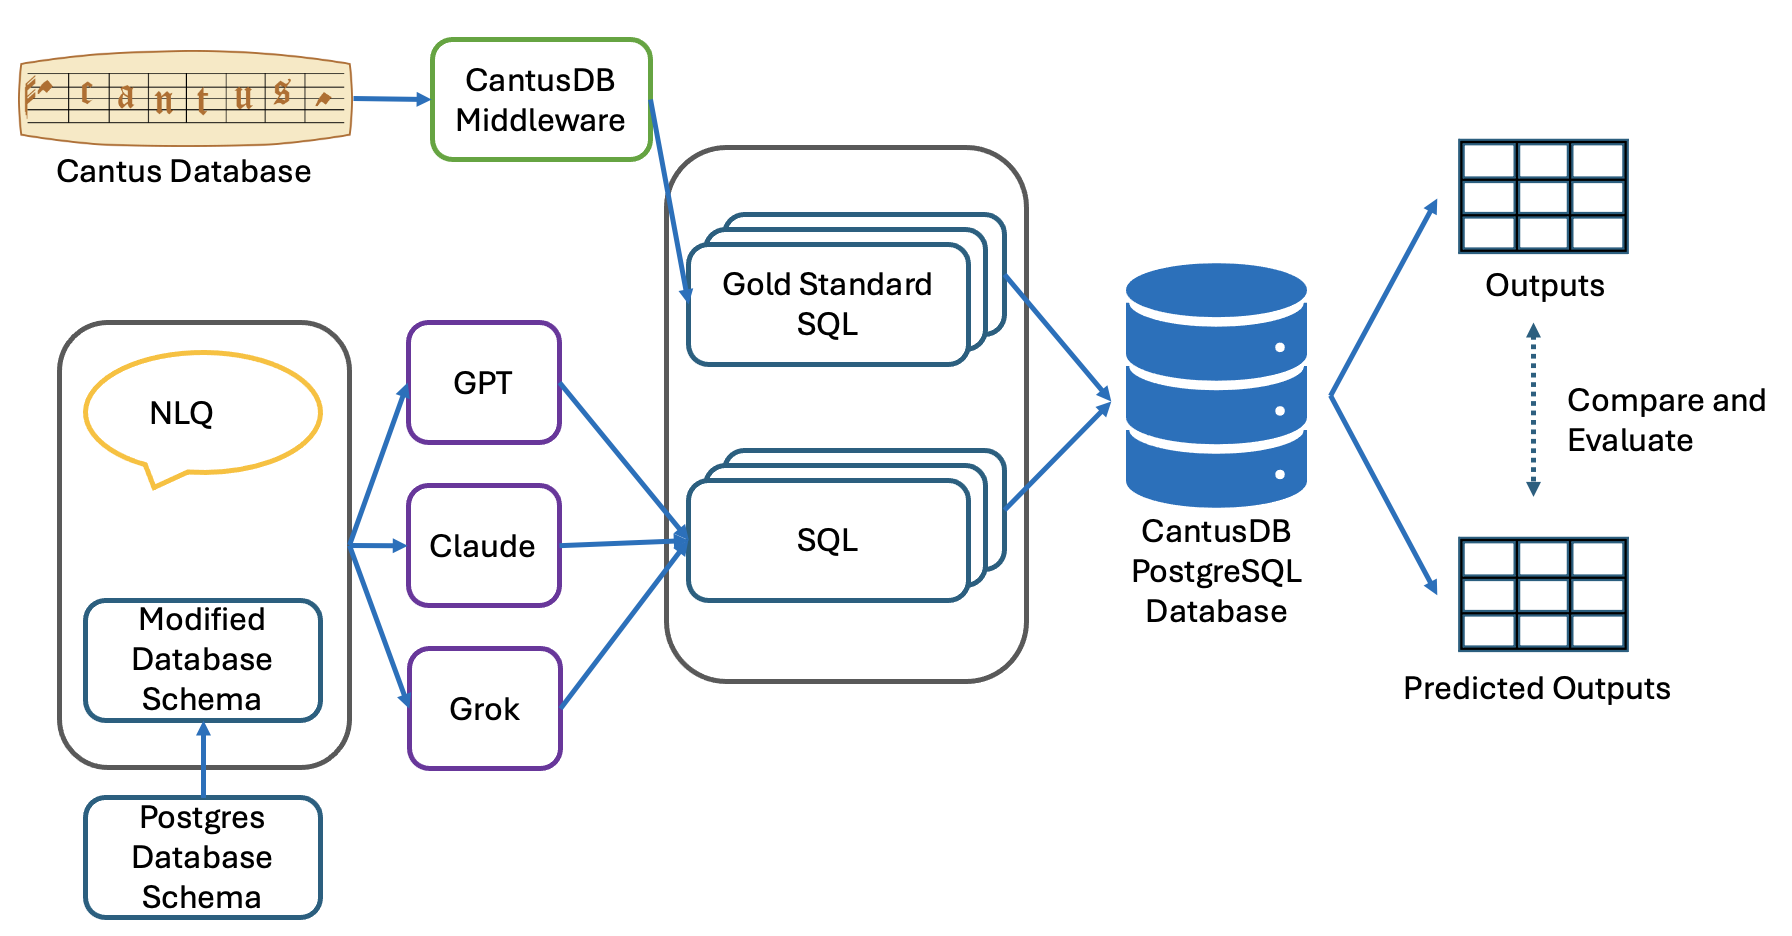 cantus
Cantus Database
CantusDB
Middleware
Gold Standard
SQL
NLQ
GPT
Claude
Grok
SQL
Modified
Database
Schema
Postgres
Database
Schema
CantusDB
PostgreSQL
Database
Outputs
Compare and
Evaluate
Predicted Outputs